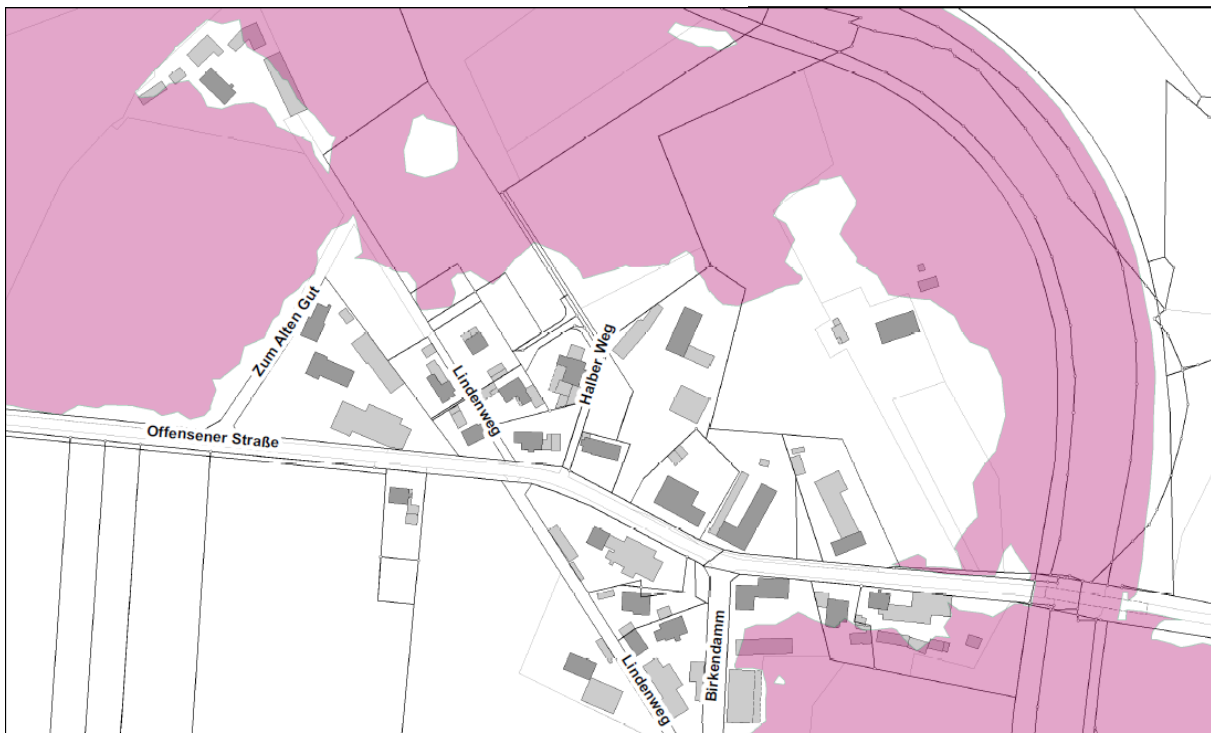 Zum Alten Gut
Halber Weg
Lindenweg
Offensener Straße
Birkendamm
Lindenweg